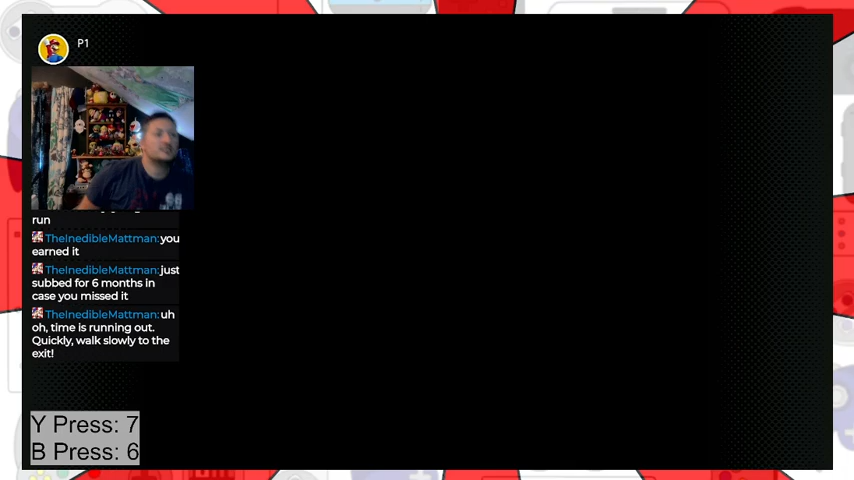 P1
run
TheInedibleMattman: you
earned it
TheInedibleMattman: just
subbed for 6 months in
case you missed it
TheInedibleMattman: uh
oh, time is running out.
Quickly, walk slowly to the
exit!
Y Press: 7
B Press: 6